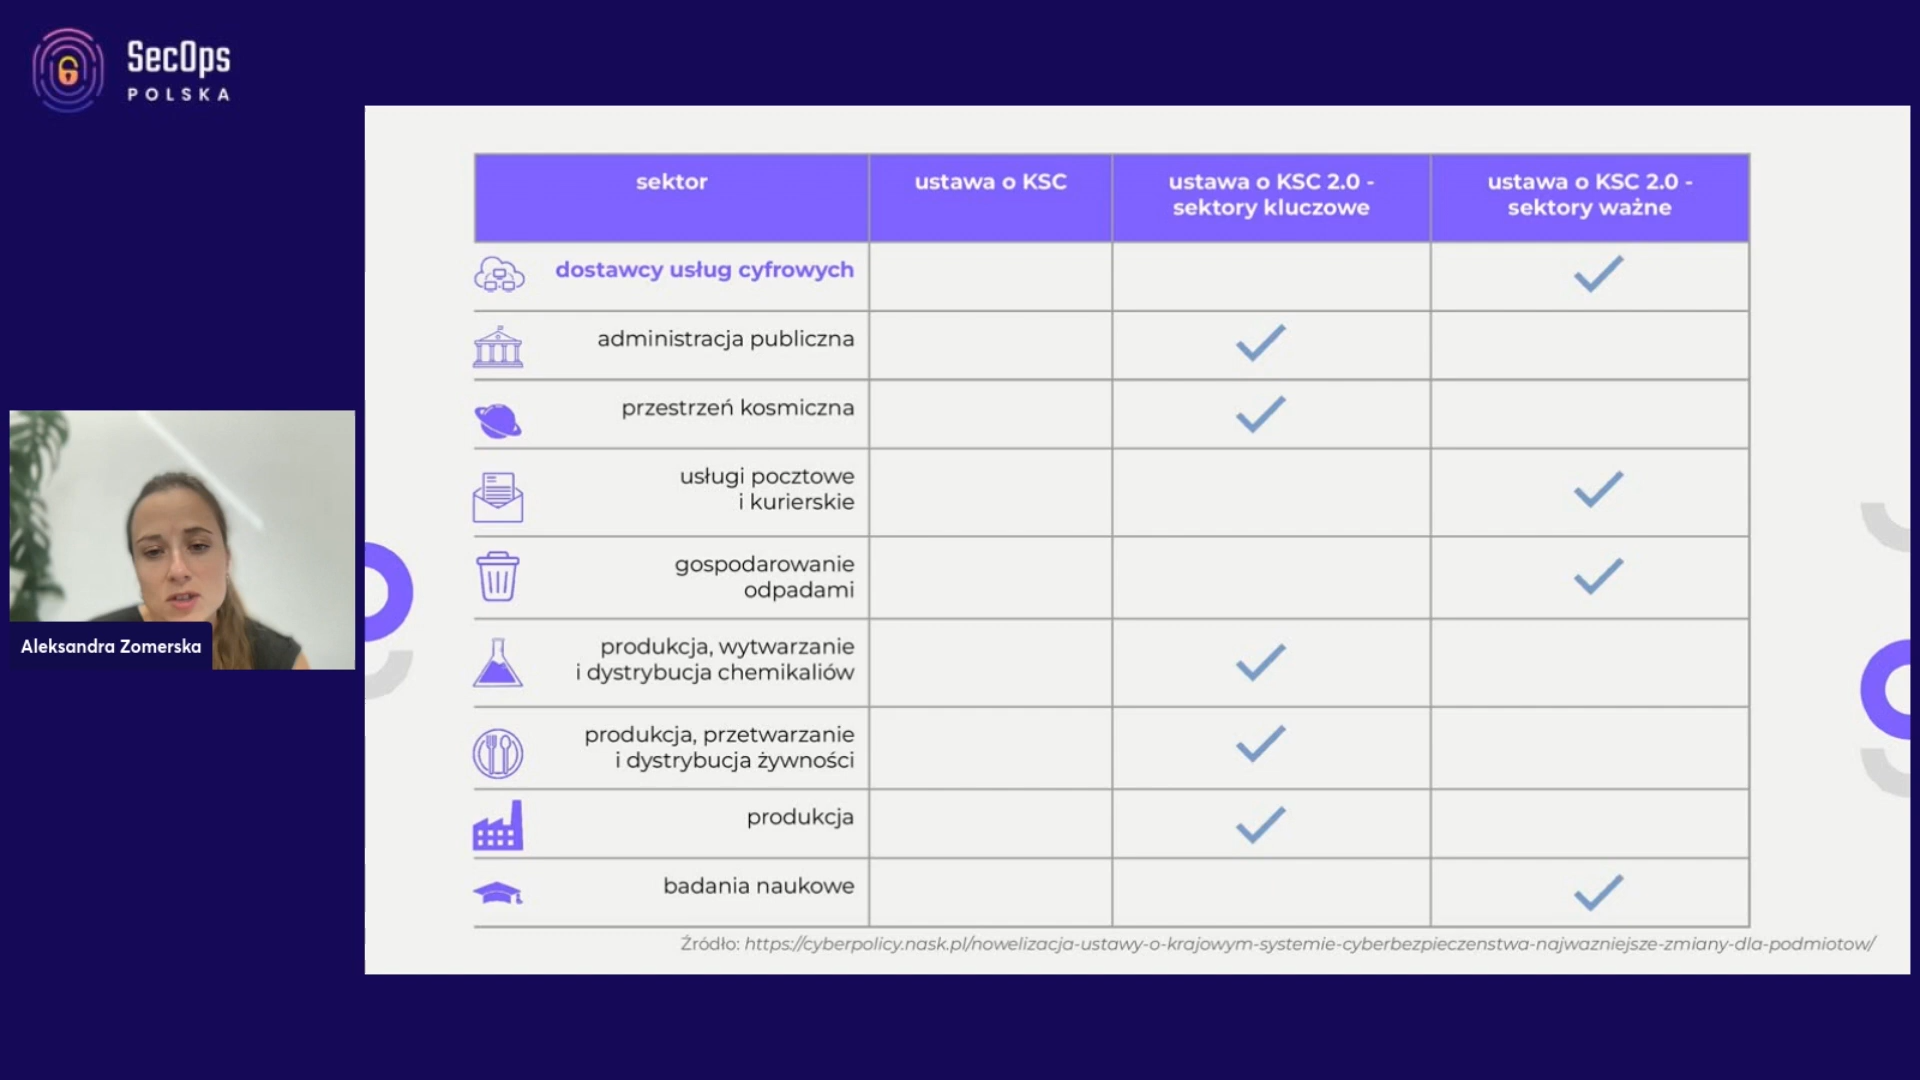 SecOps
POLSKA
sektor
ustawa o KSC
ustawa o KSC 2.0 -
sektory kluczowe
ustawa o KSC 2.0 -
sektory ważne
dostawcy usług cyfrowych
administracja publiczna
przestrzeń kosmiczna
usługi pocztowe
i kurierskie
gospodarowanie
odpadami
produkcja, wytwarzanie
i dystrybucja chemikaliów
produkcja, przetwarzanie
i dystrybucja żywności
produkcja
badania naukowe
Źródło: https://cyberpolicy.nask.pl/nowelizacja-ustawy-o-krajowym-systemie-cyberbezpieczenstwa-najwazniejsze-zmiany-dla-podmiotow/
Aleksandra Zomerska